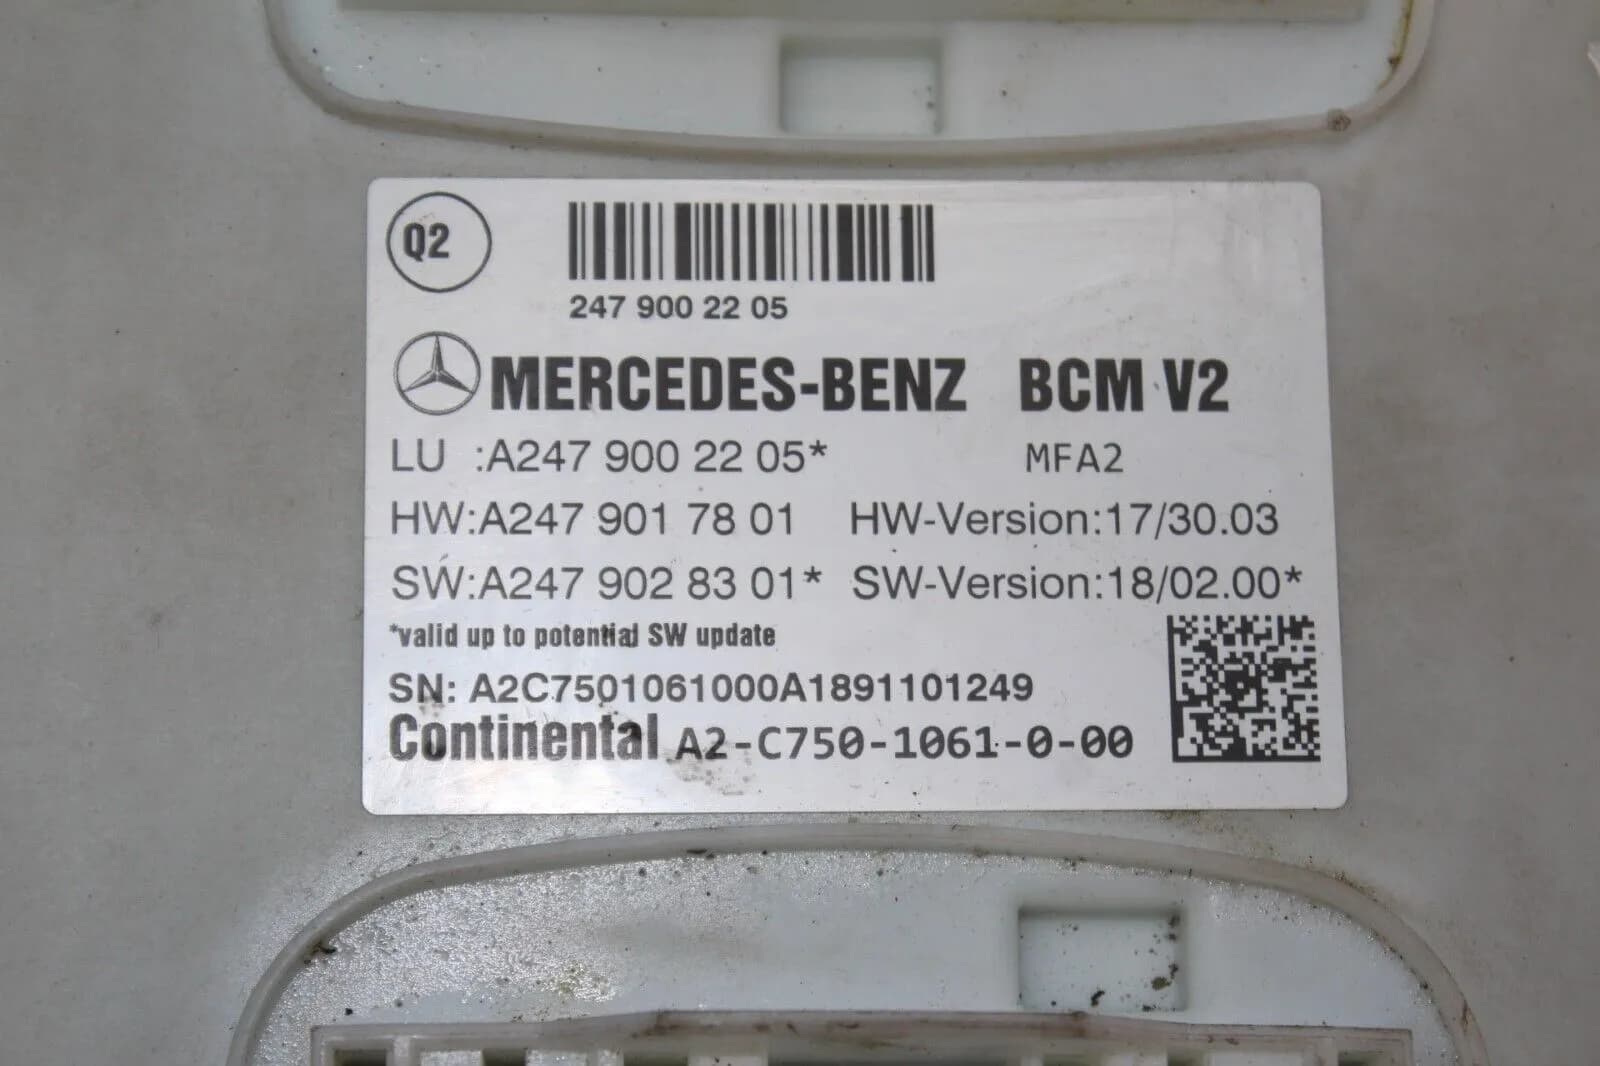 Q2
247 900 22 05
MERCEDES-BENZ BCM V2
LU :A247 900 22 05* MFA2
HW:A247 901 78 01 HW-Version:17/30.03
SW:A247 902 83 01* SW-Version:18/02.00*
*valid up to potential SW update
SN: A2C7501061000A1891101249
Continental A2-C750-1061-0-00